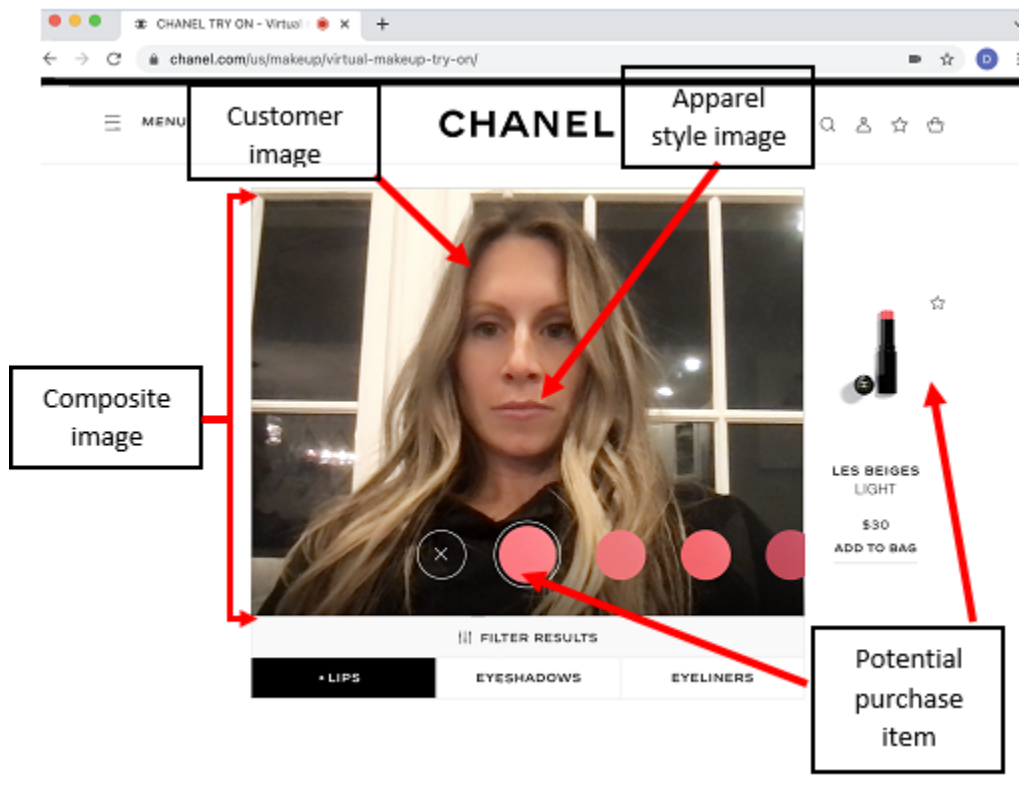 CHANEL TRY ON - Virtual
chanel.com/us/makeup/virtual-makeup-try-on/
MENU
Customer
image
CHANEL
Apparel
style image
Composite
image
LES BEIGES
LIGHT
$30
ADD TO BAG
FILTER RESULTS
• LIPS
EYESHADOWS
EYELINERS
Potential
purchase
item
D